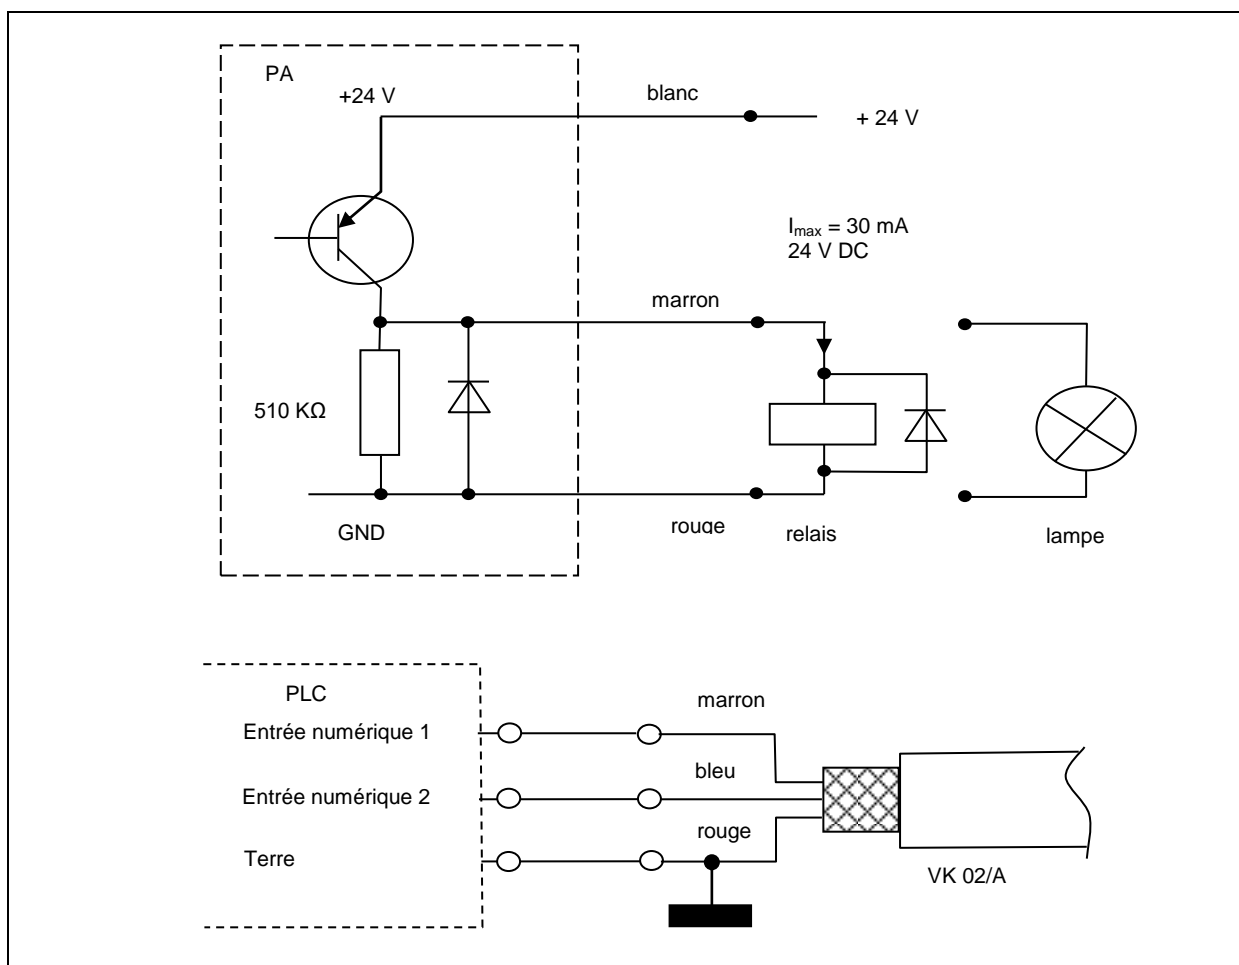 PA
+24 V
blanc
+ 24 V
Imax = 30 mA
24 V DC
marron
510 KΩ
GND
rouge
relais
lampe
PLC
marron
Entrée numérique 1
bleu
Entrée numérique 2
rouge
Terre
VK 02/A